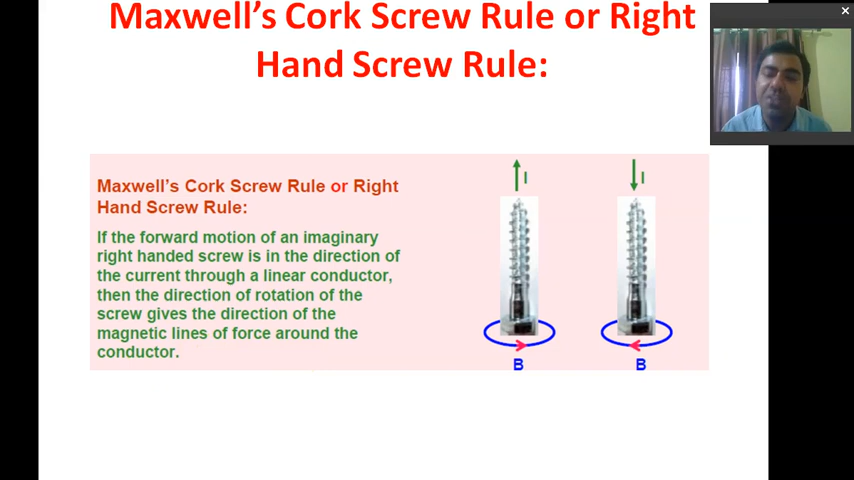 Maxwell's Cork Screw Rule or Right
Hand Screw Rule:
Maxwell's Cork Screw Rule or Right
Hand Screw Rule:
If the forward motion of an imaginary
right handed screw is in the direction of
the current through a linear conductor,
then the direction of rotation of the
screw gives the direction of the
magnetic lines of force around the
conductor.
I
I
B
B